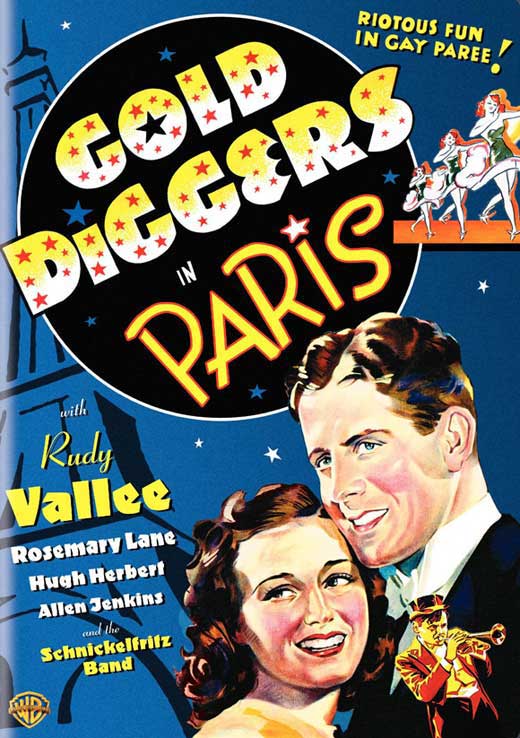 RIOTOUS FUN
IN GAY PAREE!
GOLD
DIGGERS
IN
PARIS
with
Rudy
Vallee
Rosemary Lane
Hugh Herbert
Allen Jenkins
and the
Schnickelfritz
Band
WB